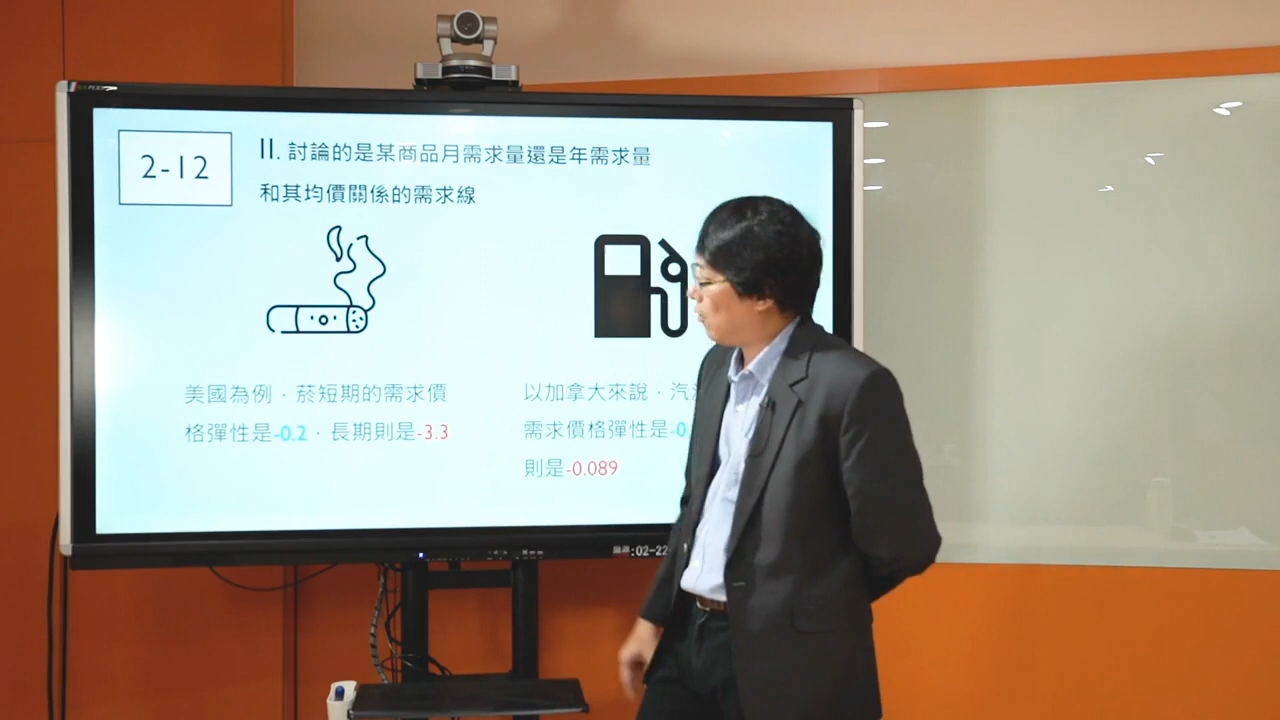 2-12
II. 討論的是某商品月需求量還是年需求量
和其均價關係的需求線
美國為例，菸短期的需求價
格彈性是-0.2，長期則是-3.3
以加拿大來說，汽
需求價格彈性是-0
則是-0.089
:02-22